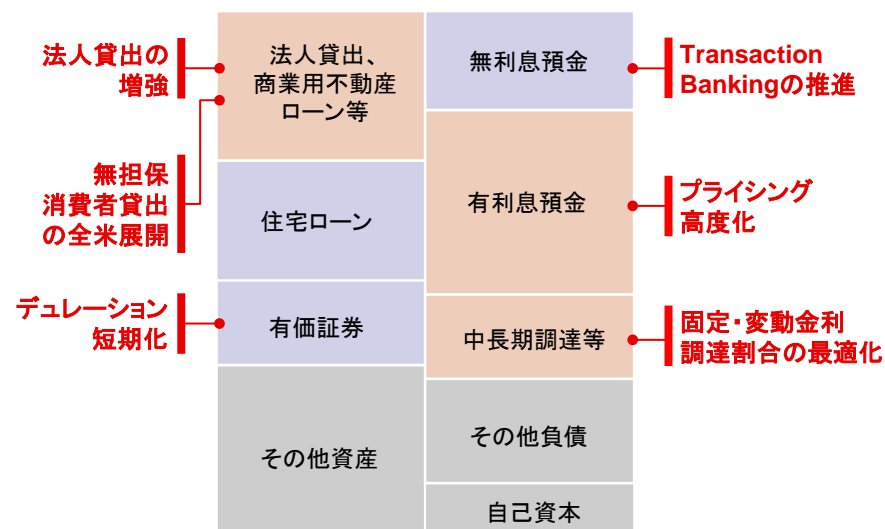 法人貸出の
増強
無担保
消費者貸出
の全米展開
デュレーション
短期化
法人貸出、
商業用不動産
ローン等
住宅ローン
有価証券
その他資産
無利息預金
有利息預金
中長期調達等
その他負債
自己資本
Transaction
Bankingの推進
プライシング
高度化
固定・変動金利
調達割合の最適化